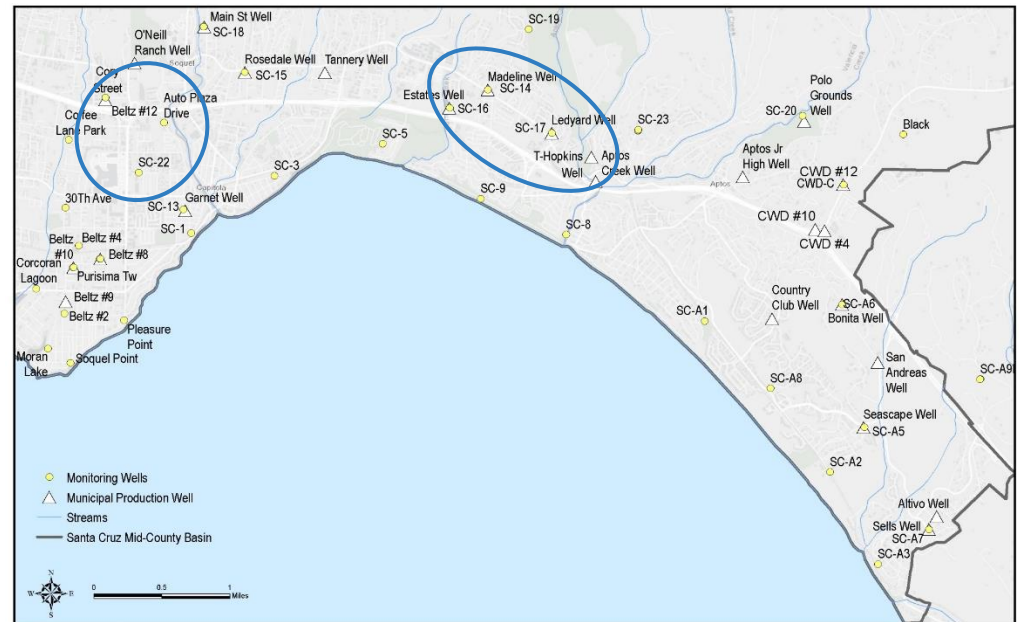 SC-19
Main St Well
SC-18
O'Neill
Ranch Well
Soquel
Rosedale Well
SC-15
Tannery Well
Cory
Street
Beltz #12
Auto Plaza
Drive
Coffee
Lane Park
SC-22
Madeline Well
SC-14
Estates Well
SC-16
Ledyard Well
SC-17
SC-23
T-Hopkins
Well
Aptos
Creek Well
SC-5
SC-3
SC-9
SC-8
Polo
Grounds
Well
SC-20
Black
Aptos Jr
High Well
Aptos
CWD #12
CWD-C
CWD #10
CWD #4
Capitola
Garnet Well
SC-13
SC-1
30Th Ave
Beltz
#10
Beltz #4
Beltz #8
Purisima Tw
Corcoran
Lagoon
Beltz #9
Beltz #2
Pleasure
Point
Moran
Lake
Soquel Point
Country
Club Well
SC-A6
Bonita Well
SC-A1
San
Andreas
Well
SC-A8
SC-A9
Seascape Well
SC-A5
SC-A2
Altivo Well
Sells Well
SC-A7
SC-A3
Monitoring Wells
Municipal Production Well
Streams
Santa Cruz Mid-County Basin
N
W
E
S
0
0.5
1
Miles